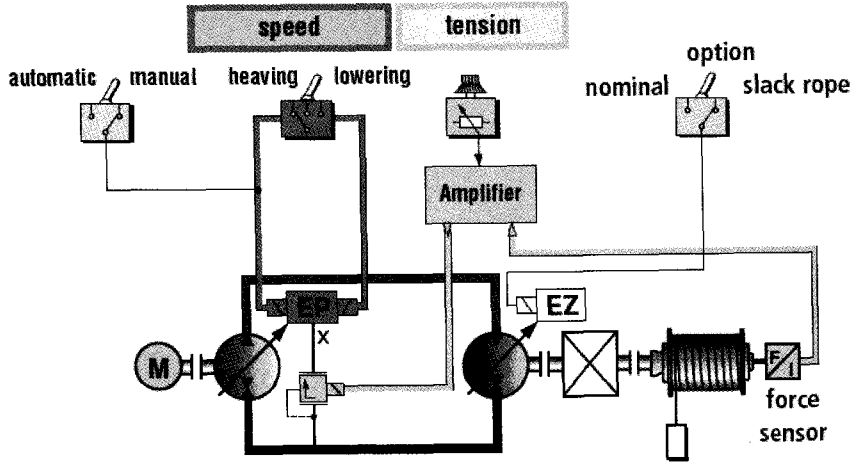 speed
tension
automatic
manual
heaving
lowering
option
nominal
slack rope
Amplifier
EP
X
EZ
M
F
I
force
sensor